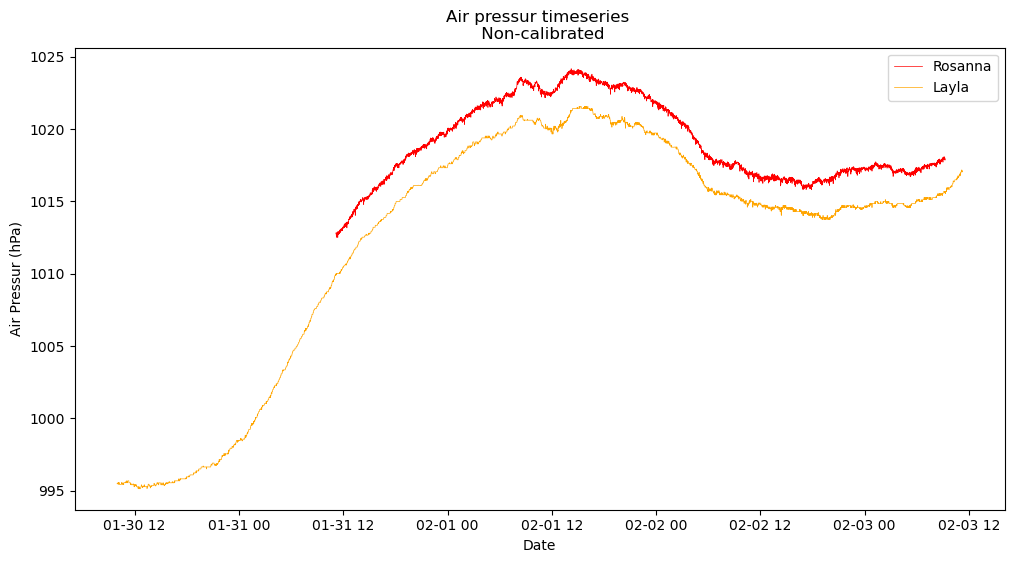 Air pressur timeseries
Non-calibrated
Rosanna
Layla
Air Pressur (hPa)
1025
1020
1015
1010
1005
1000
995
01-30 12
01-31 00
01-31 12
02-01 00
02-01 12
02-02 00
02-02 12
02-03 00
02-03 12
Date